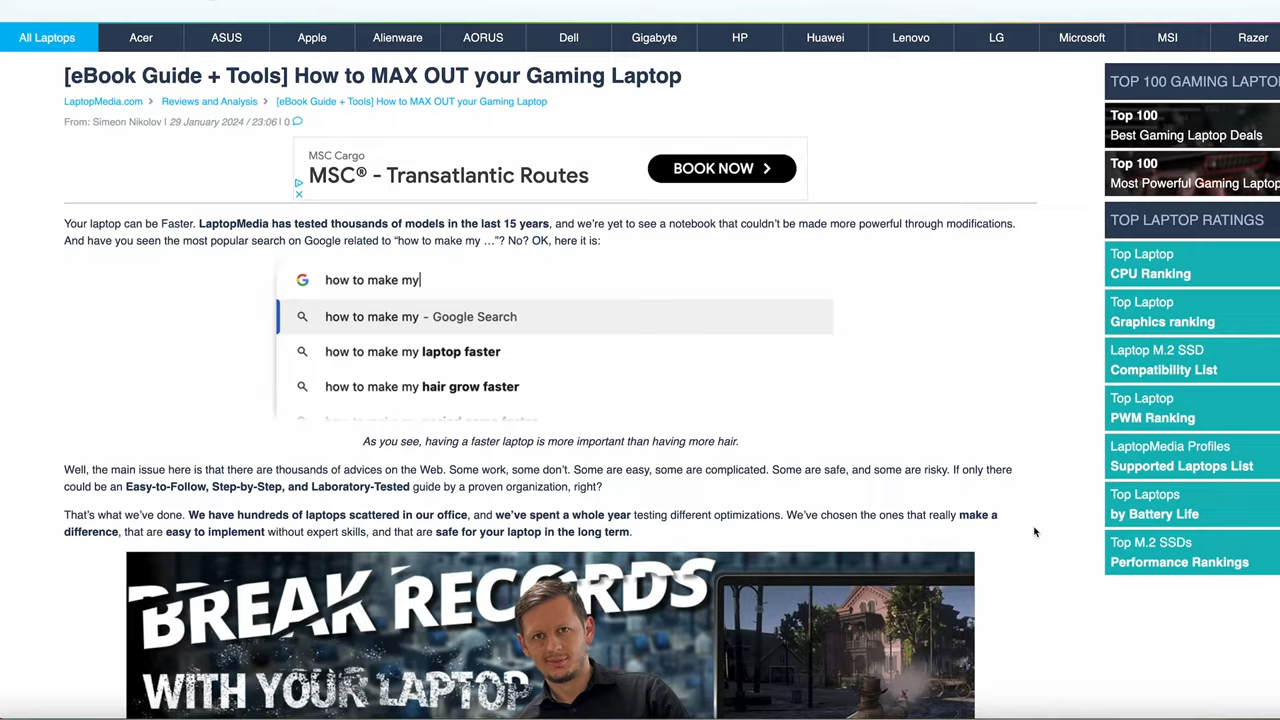 All Laptops Acer ASUS Apple Alienware AORUS Dell Gigabyte HP Huawei Lenovo LG Microsoft MSI Razer
[eBook Guide + Tools] How to MAX OUT your Gaming Laptop
LaptopMedia.com > Reviews and Analysis > [eBook Guide + Tools] How to MAX OUT your Gaming Laptop
From: Simeon Nikolov | 29 January 2024 / 23:06 | 0
MSC Cargo
MSC® - Transatlantic Routes
BOOK NOW
Your laptop can be Faster. LaptopMedia has tested thousands of models in the last 15 years, and we're yet to see a notebook that couldn't be made more powerful through modifications.
And have you seen the most popular search on Google related to "how to make my ..."? No? OK, here it is:
how to make my
how to make my - Google Search
how to make my laptop faster
how to make my hair grow faster
As you see, having a faster laptop is more important than having more hair.
Well, the main issue here is that there are thousands of advices on the Web. Some work, some don't. Some are easy, some are complicated. Some are safe, and some are risky. If only there
could be an Easy-to-Follow, Step-by-Step, and Laboratory-Tested guide by a proven organization, right?
That's what we've done. We have hundreds of laptops scattered in our office, and we've spent a whole year testing different optimizations. We've chosen the ones that really make a
difference, that are easy to implement without expert skills, and that are safe for your laptop in the long term.
BREAK RECORDS
WITH YOUR LAPTOP
TOP 100 GAMING LAPTO
Top 100
Best Gaming Laptop Deals
Top 100
Most Powerful Gaming Laptop
TOP LAPTOP RATINGS
Top Laptop
CPU Ranking
Top Laptop
Graphics ranking
Laptop M.2 SSD
Compatibility List
Top Laptop
PWM Ranking
LaptopMedia Profiles
Supported Laptops List
Top Laptops
by Battery Life
Top M.2 SSDs
Performance Rankings